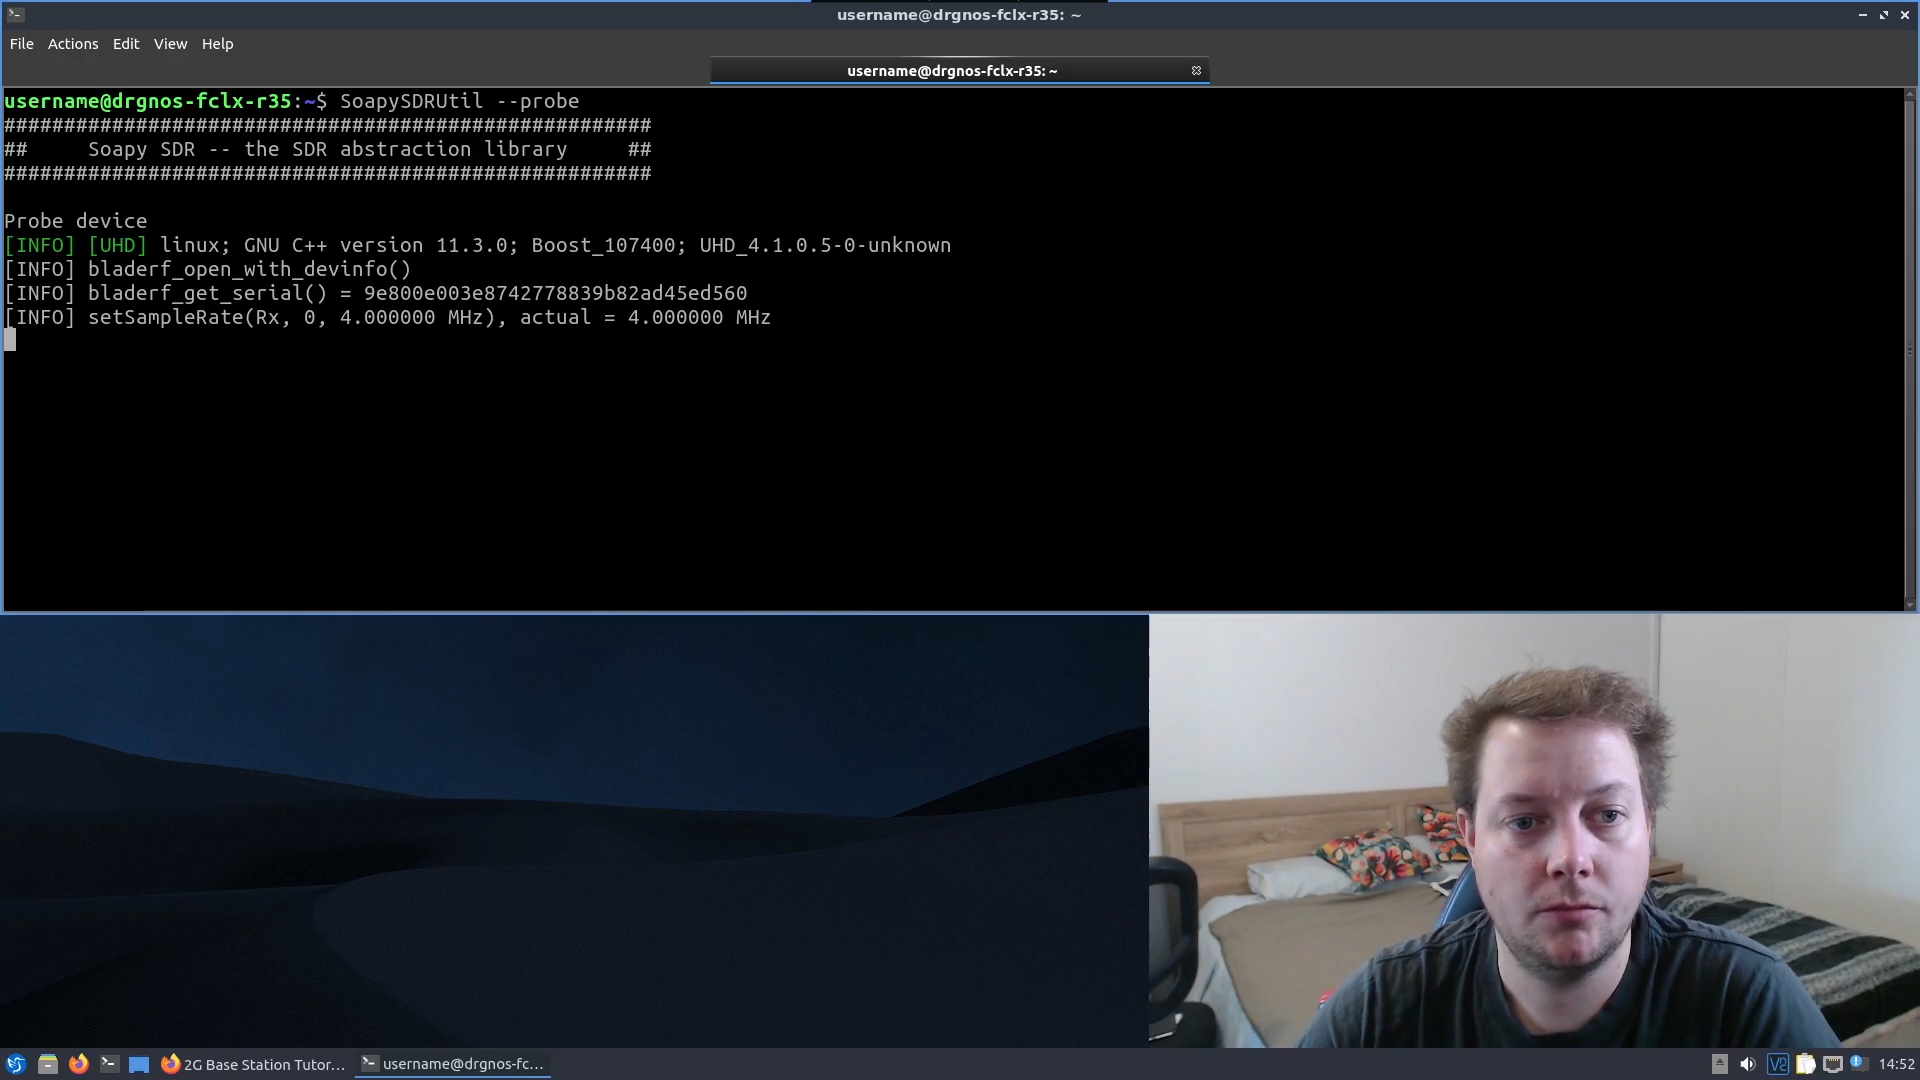 username@drgnos-fclx-r35: ~
File Actions Edit View Help
username@drgnos-fclx-r35: ~
username@drgnos-fclx-r35:~$ SoapySDRUtil --probe
######################################################
##     Soapy SDR -- the SDR abstraction library     ##
######################################################
Probe device
[INFO] [UHD] linux; GNU C++ version 11.3.0; Boost_107400; UHD_4.1.0.5-0-unknown
[INFO] bladerf_open_with_devinfo()
[INFO] bladerf_get_serial() = 9e800e003e8742778839b82ad45ed560
[INFO] setSampleRate(Rx, 0, 4.000000 MHz), actual = 4.000000 MHz
2G Base Station Tutor... username@drgnos-fc... 14:52